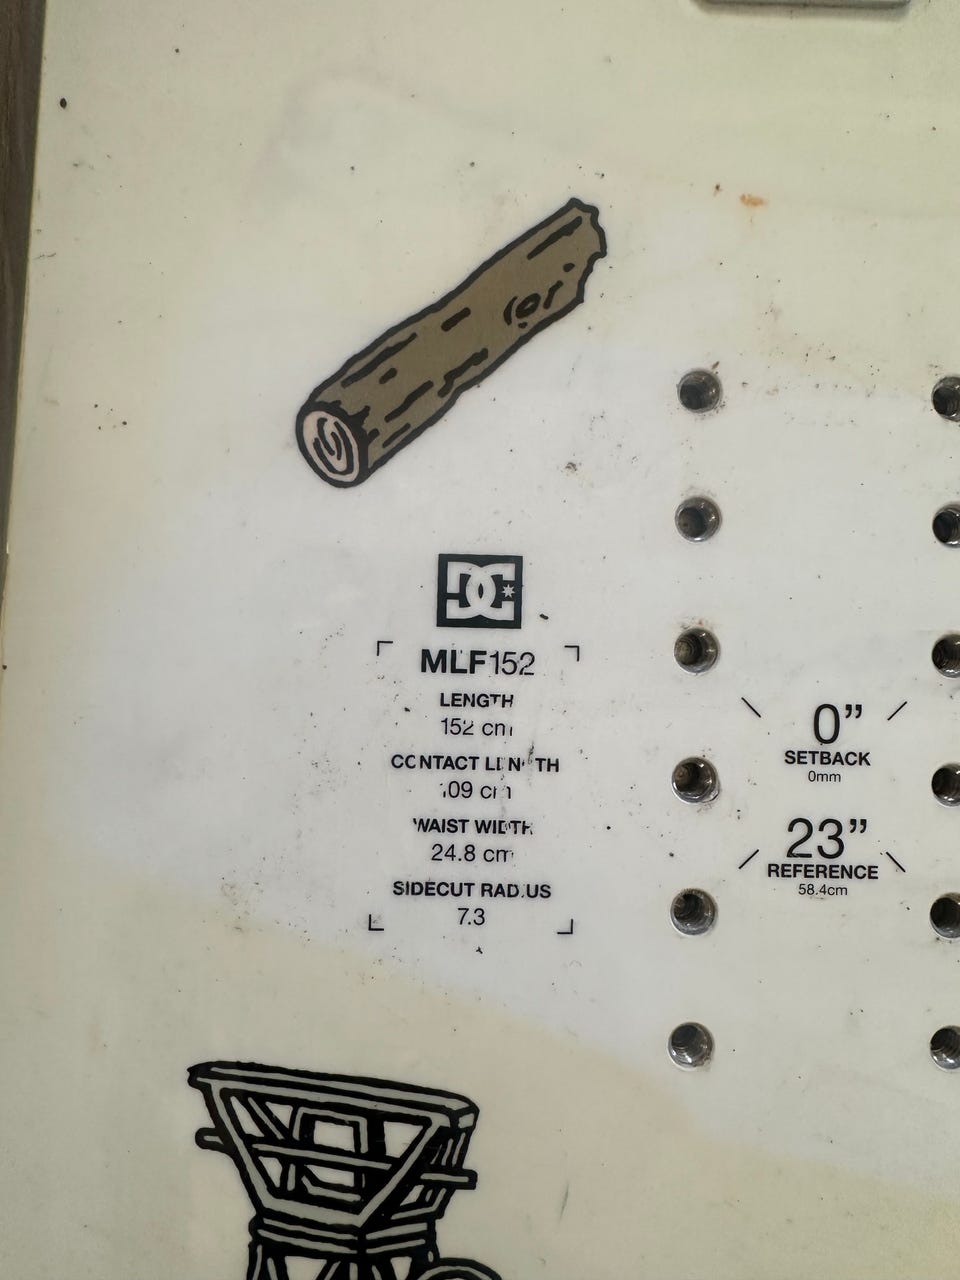 DC
MLF152
LENGTH
152 cm
CONTACT LENGTH
109 cm
WAIST WIDTH
24.8 cm
SIDECUT RADIUS
7.3
0”
SETBACK
0mm
23”
REFERENCE
58.4cm